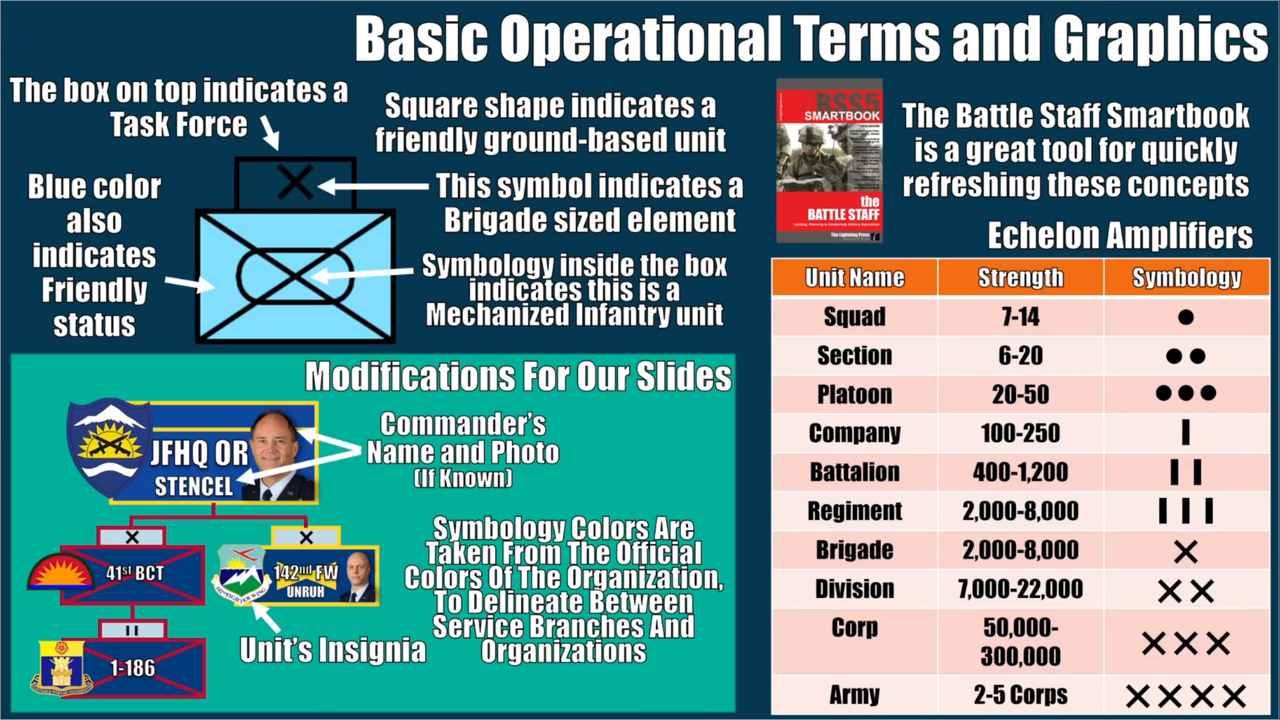 Basic Operational Terms and Graphics
The box on top indicates a
Task Force
Square shape indicates a
friendly ground-based unit
Blue color
also
indicates
Friendly
status
This symbol indicates a
Brigade sized element
Symbology inside the box
indicates this is a
Mechanized Infantry unit
BSS5
SMARTBOOK
the
BATTLE STAFF
The Lightning Press
The Battle Staff Smartbook
is a great tool for quickly
refreshing these concepts
Modifications For Our Slides
JFHQ OR
STENCEL
Commander's
Name and Photo
(If Known)
41st BCT
142nd FW
UNRUH
1-186
Unit's Insignia
Symbology Colors Are
Taken From The Official
Colors Of The Organization,
To Delineate Between
Service Branches And
Organizations
Echelon Amplifiers
Unit Name Strength Symbology
Squad 7-14
Section 6-20
Platoon 20-50
Company 100-250
Battalion 400-1,200
Regiment 2,000-8,000
Brigade 2,000-8,000
Division 7,000-22,000
Corp 50,000-
300,000
Army 2-5 Corps